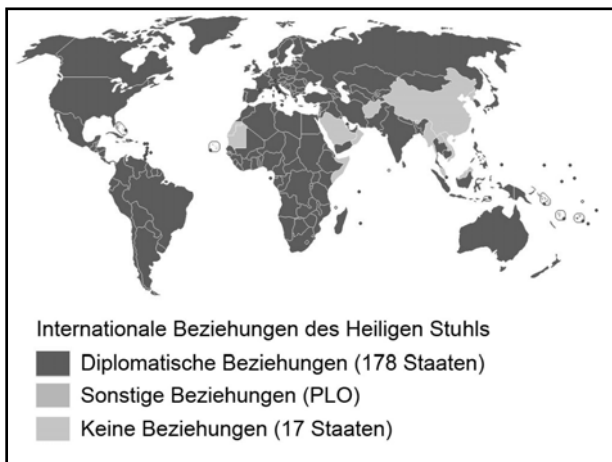 Internationale Beziehungen des Heiligen Stuhls
Diplomatische Beziehungen (178 Staaten)
Sonstige Beziehungen (PLO)
Keine Beziehungen (17 Staaten)